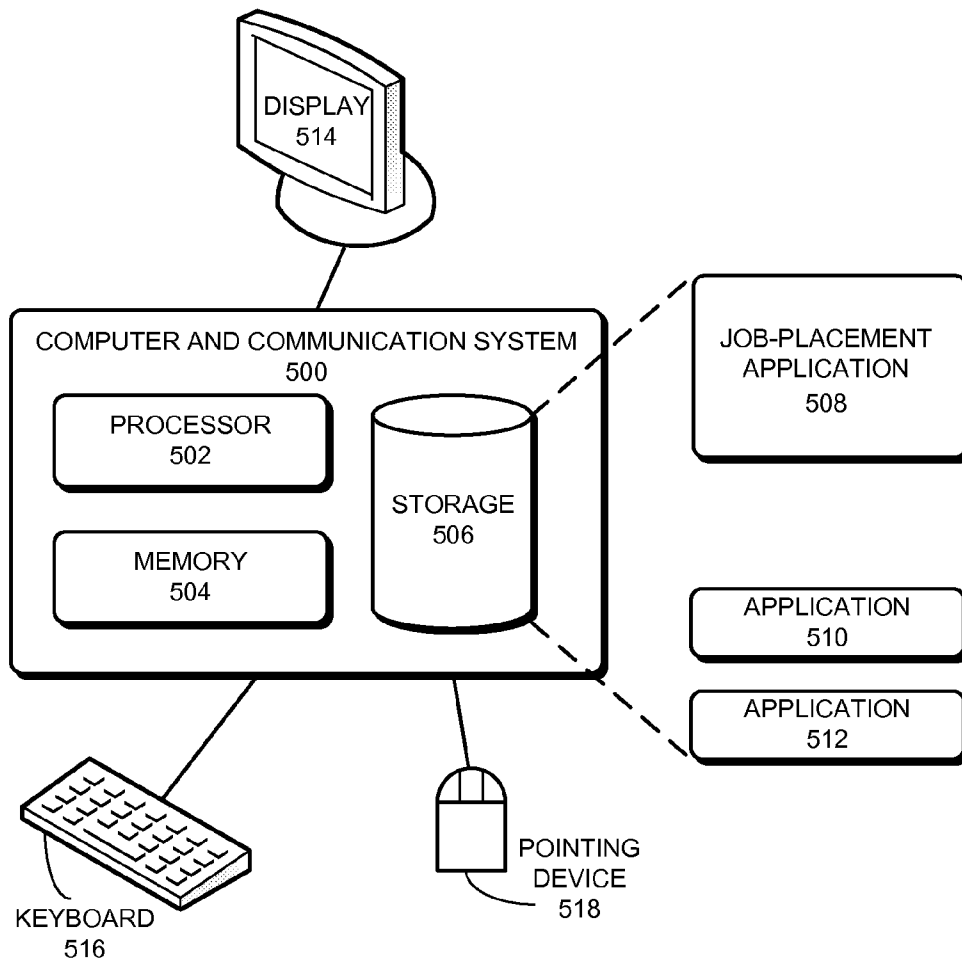 DISPLAY
514
COMPUTER AND COMMUNICATION SYSTEM
500
PROCESSOR
502
MEMORY
504
STORAGE
506
JOB-PLACEMENT
APPLICATION
508
APPLICATION
510
APPLICATION
512
KEYBOARD
516
POINTING
DEVICE
518